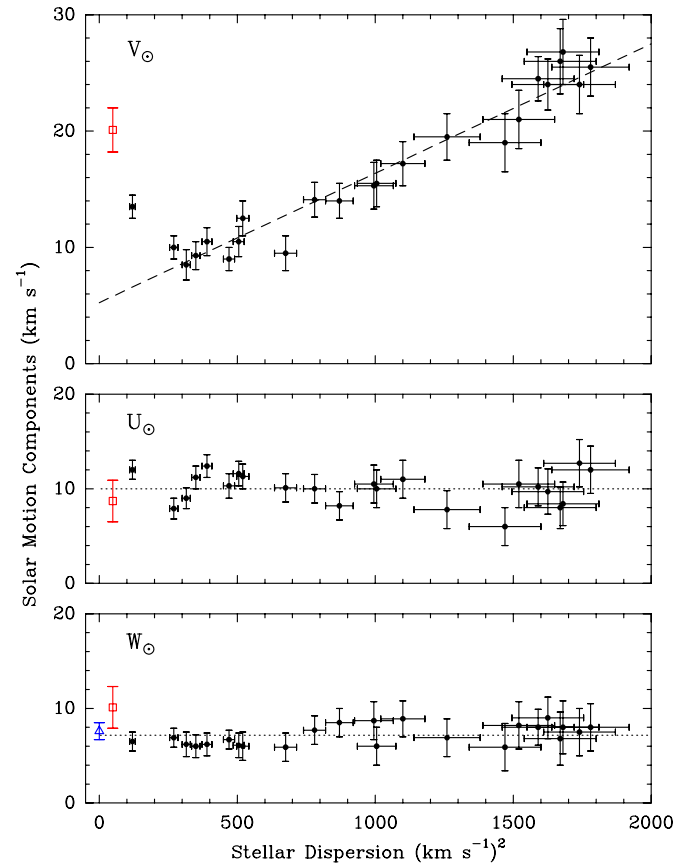 Solar Motion Components (km s⁻¹)
30
V⊙
20
10
0
20
U⊙
10
0
20
W⊙
10
0
0 500 1000 1500 2000
Stellar Dispersion (km s⁻¹)²